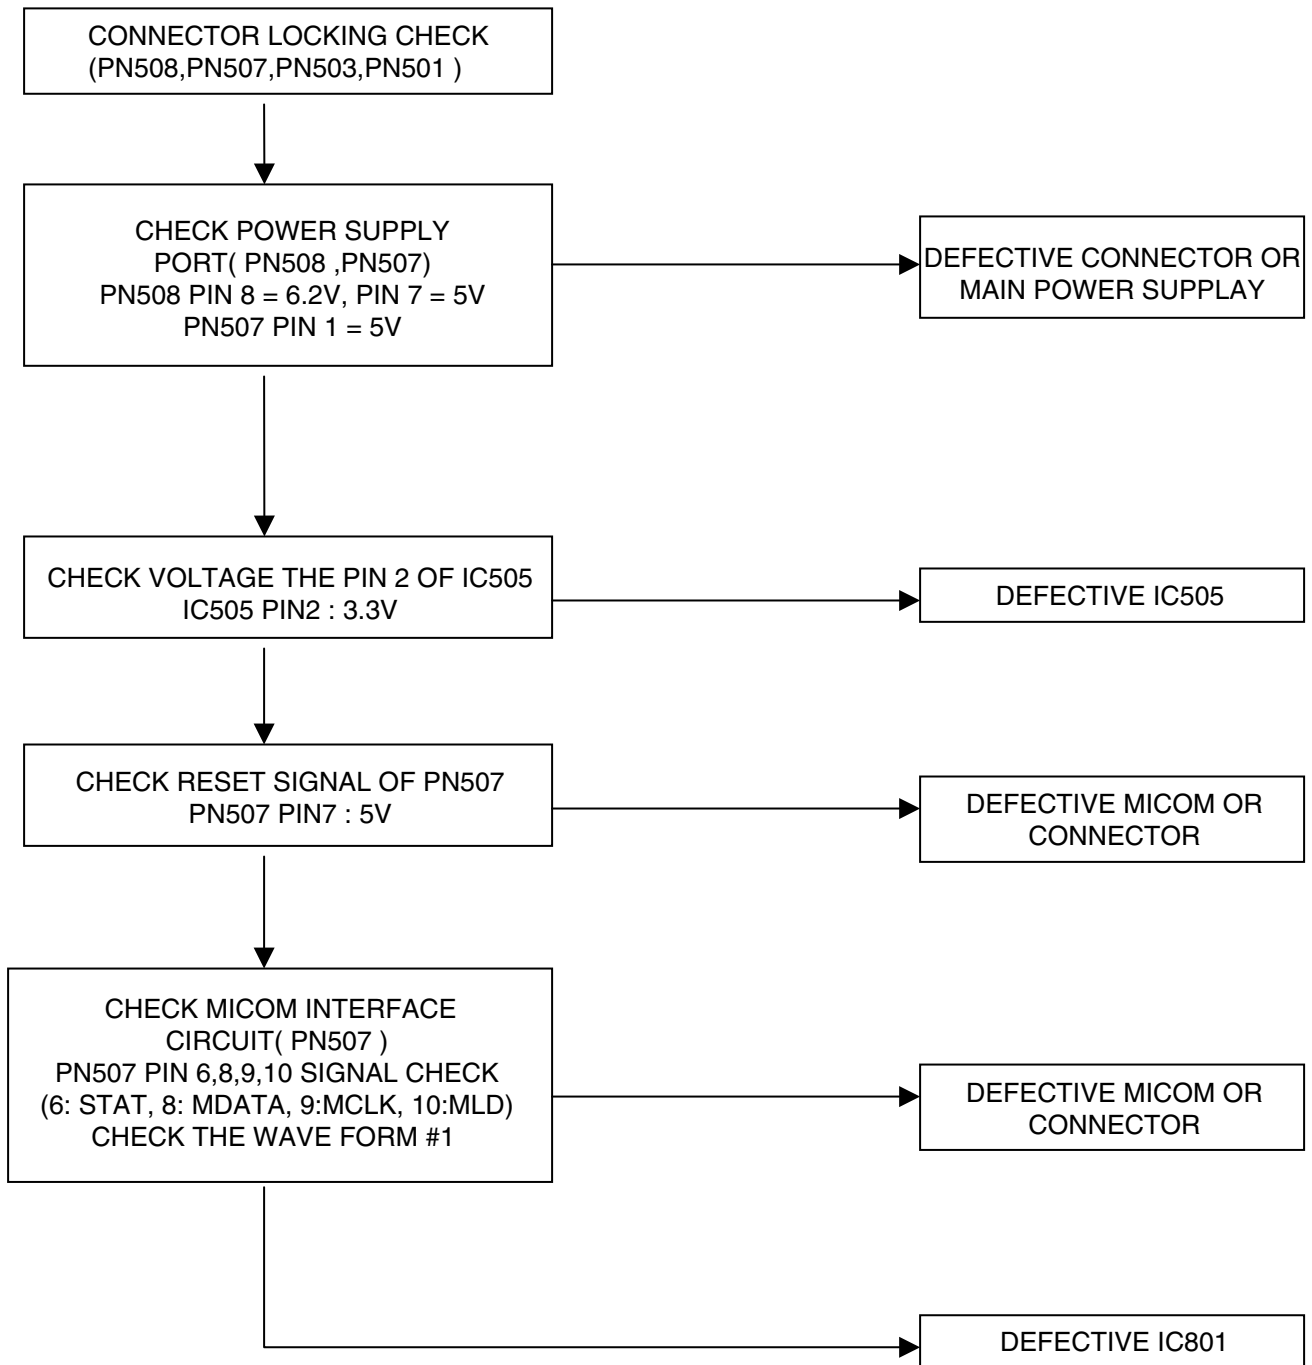 CONNECTOR LOCKING CHECK
(PN508,PN507,PN503,PN501 )
CHECK POWER SUPPLY
PORT( PN508 ,PN507)
PN508 PIN 8 = 6.2V, PIN 7 = 5V
PN507 PIN 1 = 5V
DEFECTIVE CONNECTOR OR
MAIN POWER SUPPLAY
CHECK VOLTAGE THE PIN 2 OF IC505
IC505 PIN2 : 3.3V
DEFECTIVE IC505
CHECK RESET SIGNAL OF PN507
PN507 PIN7 : 5V
DEFECTIVE MICOM OR
CONNECTOR
CHECK MICOM INTERFACE
CIRCUIT( PN507 )
PN507 PIN 6,8,9,10 SIGNAL CHECK
(6: STAT, 8: MDATA, 9:MCLK, 10:MLD)
CHECK THE WAVE FORM #1
DEFECTIVE MICOM OR
CONNECTOR
DEFECTIVE IC801